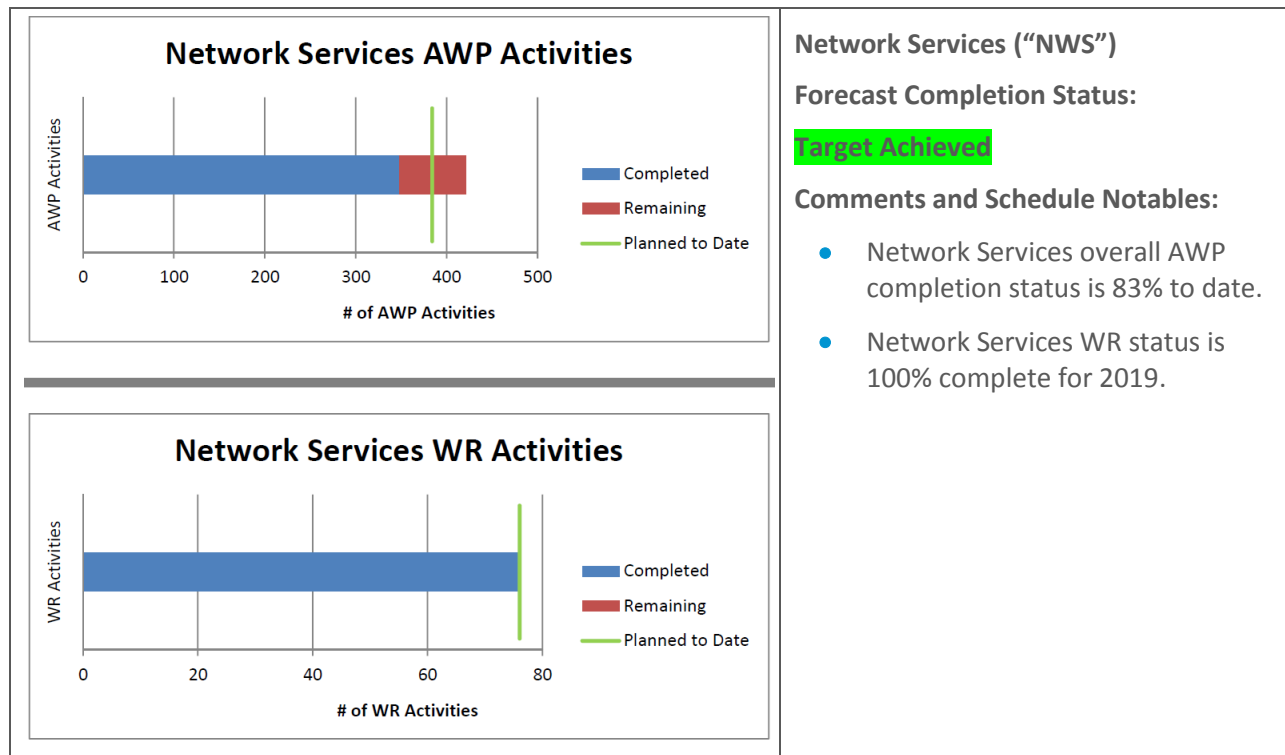 Network Services AWP Activities
AWP Activities
0 100 200 300 400 500
# of AWP Activities
Completed
Remaining
Planned to Date
Network Services WR Activities
WR Activities
0 20 40 60 80
# of WR Activities
Completed
Remaining
Planned to Date
Network Services (“NWS”)
Forecast Completion Status:
Target Achieved
Comments and Schedule Notables:
● Network Services overall AWP
completion status is 83% to date.
● Network Services WR status is
100% complete for 2019.